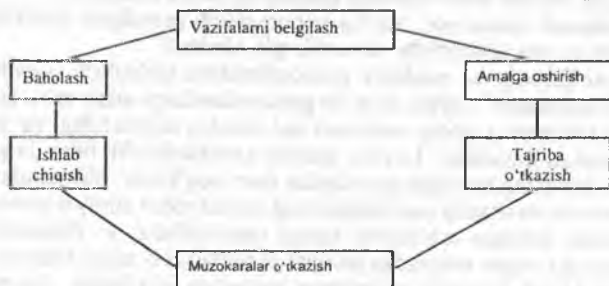 Vazifalarni belgilash
Baholash
Amalga oshirish
Ishlab
chiqish
Tajriba
o‘tkazish
Muzokaralar o‘tkazish